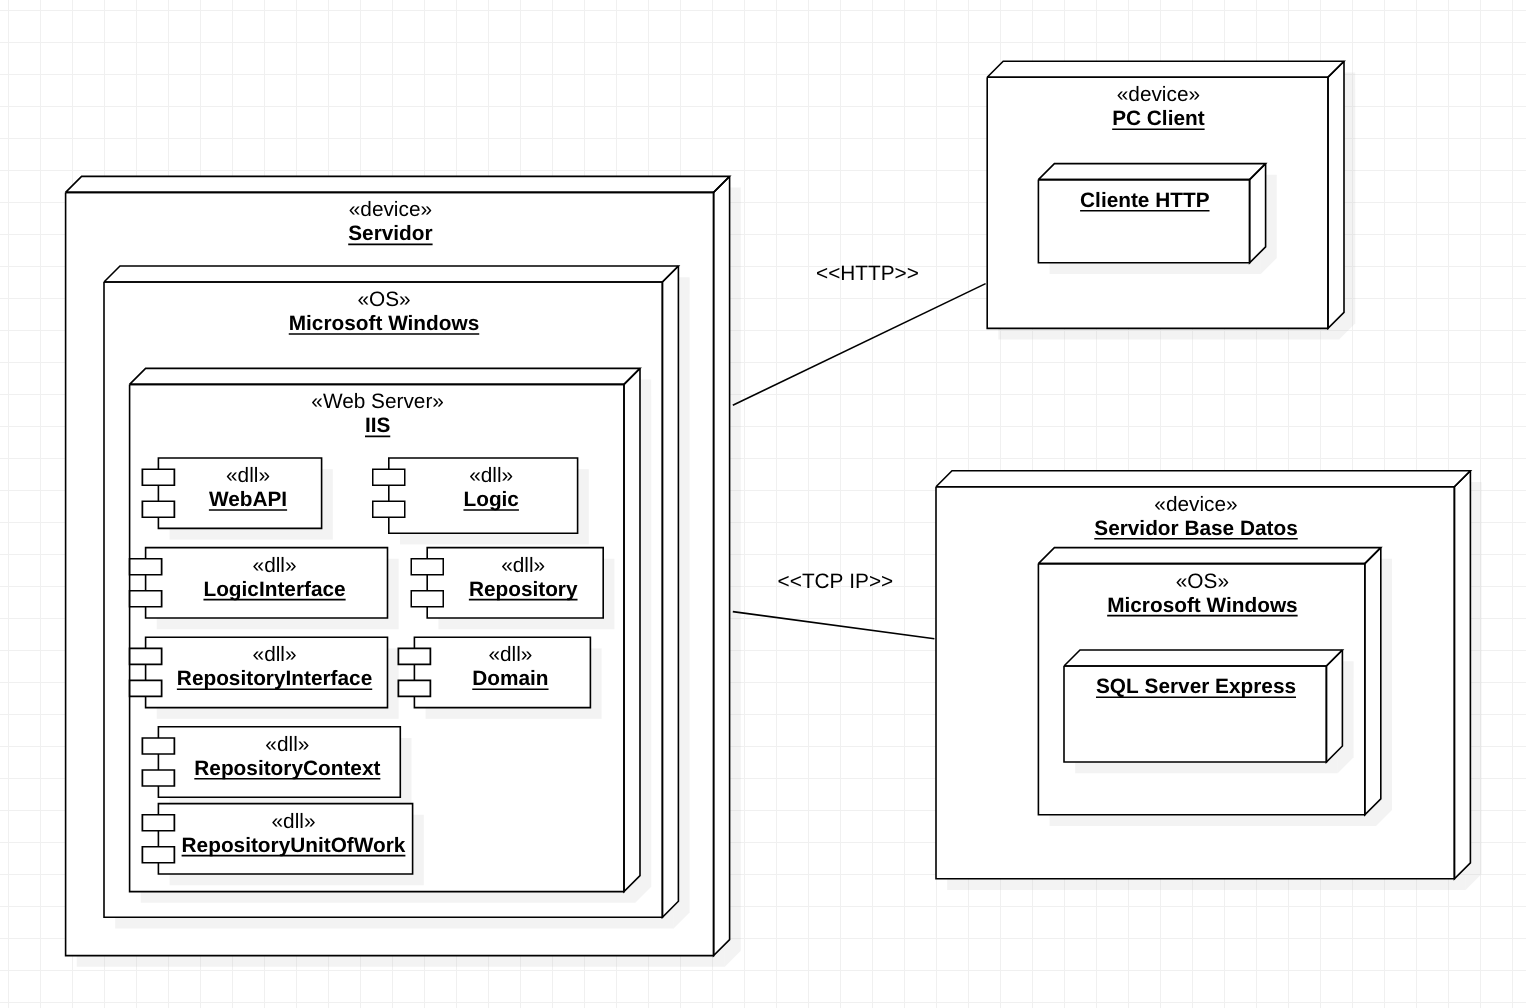 «device»
PC Client
Cliente HTTP
«device»
Servidor
«OS»
Microsoft Windows
«Web Server»
IIS
«dll»
WebAPI
«dll»
Logic
«dll»
LogicInterface
«dll»
Repository
«dll»
RepositoryInterface
«dll»
Domain
«dll»
RepositoryContext
«dll»
RepositoryUnitOfWork
<<HTTP>>
<<TCP IP>>
«device»
Servidor Base Datos
«OS»
Microsoft Windows
SQL Server Express